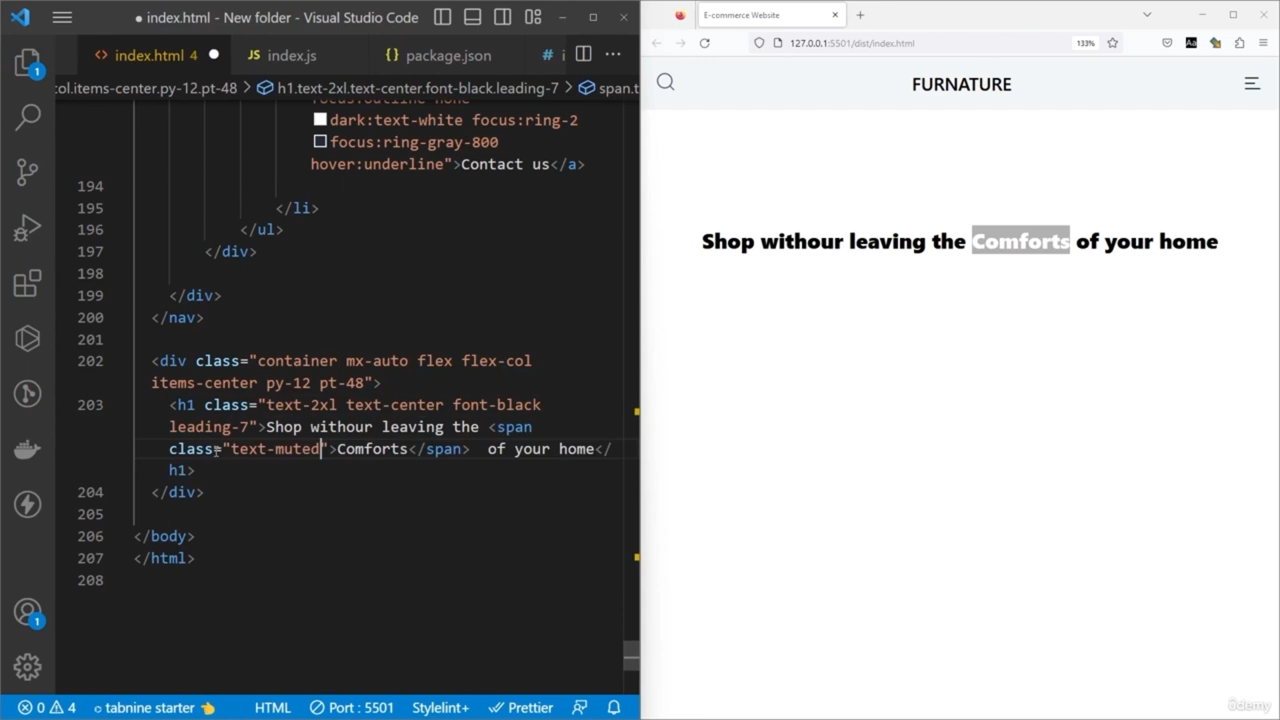 index.html - New folder - Visual Studio Code
index.html 4
index.js
package.json
col.items-center.py-12.pt-48 > h1.text-2xl.text-center.font-black.leading-7 > span.t
dark:text-white focus:ring-2
focus:ring-gray-800
hover:underline">Contact us</a>
194
195 </li>
196 </ul>
197 </div>
198
199 </div>
200 </nav>
201
202 <div class="container mx-auto flex flex-col
items-center py-12 pt-48">
203 <h1 class="text-2xl text-center font-black
leading-7">Shop withour leaving the <span
class="text-muted">Comforts</span>  of your home</
h1>
204 </div>
205
206 </body>
207 </html>
208
1
1
0 4 tabnine starter HTML Port : 5501 Stylelint+ Prettier
E-commerce Website
127.0.0.1:5501/dist/index.html 133%
FURNATURE
Shop withour leaving the Comforts of your home
ûdemy